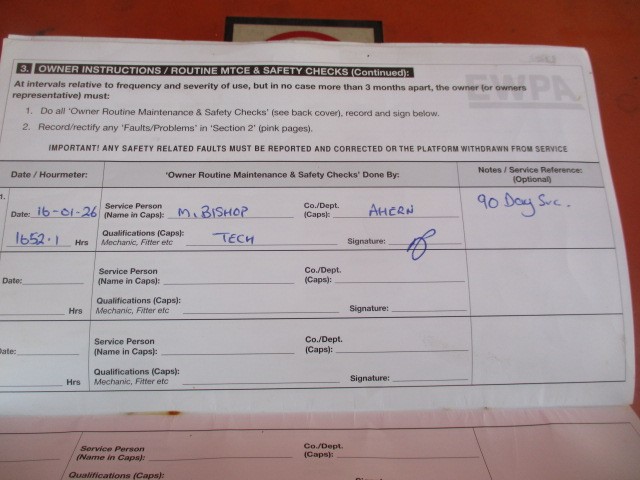 3. OWNER INSTRUCTIONS / ROUTINE MTCE & SAFETY CHECKS (Continued):
EWPA
At intervals relative to frequency and severity of use, but in no case more than 3 months apart, the owner (or owners
representative) must:
1. Do all 'Owner Routine Maintenance & Safety Checks' (see back cover), record and sign below.
2. Record/rectify any 'Faults/Problems' in 'Section 2' (pink pages).
IMPORTANT! ANY SAFETY RELATED FAULTS MUST BE REPORTED AND CORRECTED OR THE PLATFORM WITHDRAWN FROM SERVICE
Date / Hourmeter: 'Owner Routine Maintenance & Safety Checks' Done By: Notes / Service Reference:
(Optional)
1.
Date: 16-01-26 Service Person (Name in Caps): M. BISHOP Co./Dept. (Caps): AHERN 90 Day Svc.
1652.1 Hrs Qualifications (Caps): Mechanic, Fitter etc TECH Signature:
Date: Service Person (Name in Caps): Co./Dept. (Caps):
Hrs Qualifications (Caps): Mechanic, Fitter etc Signature:
Date: Service Person (Name in Caps): Co./Dept. (Caps):
Hrs Qualifications (Caps): Mechanic, Fitter etc Signature:
Service Person (Name in Caps): Co./Dept. (Caps):
Qualifications (Caps):